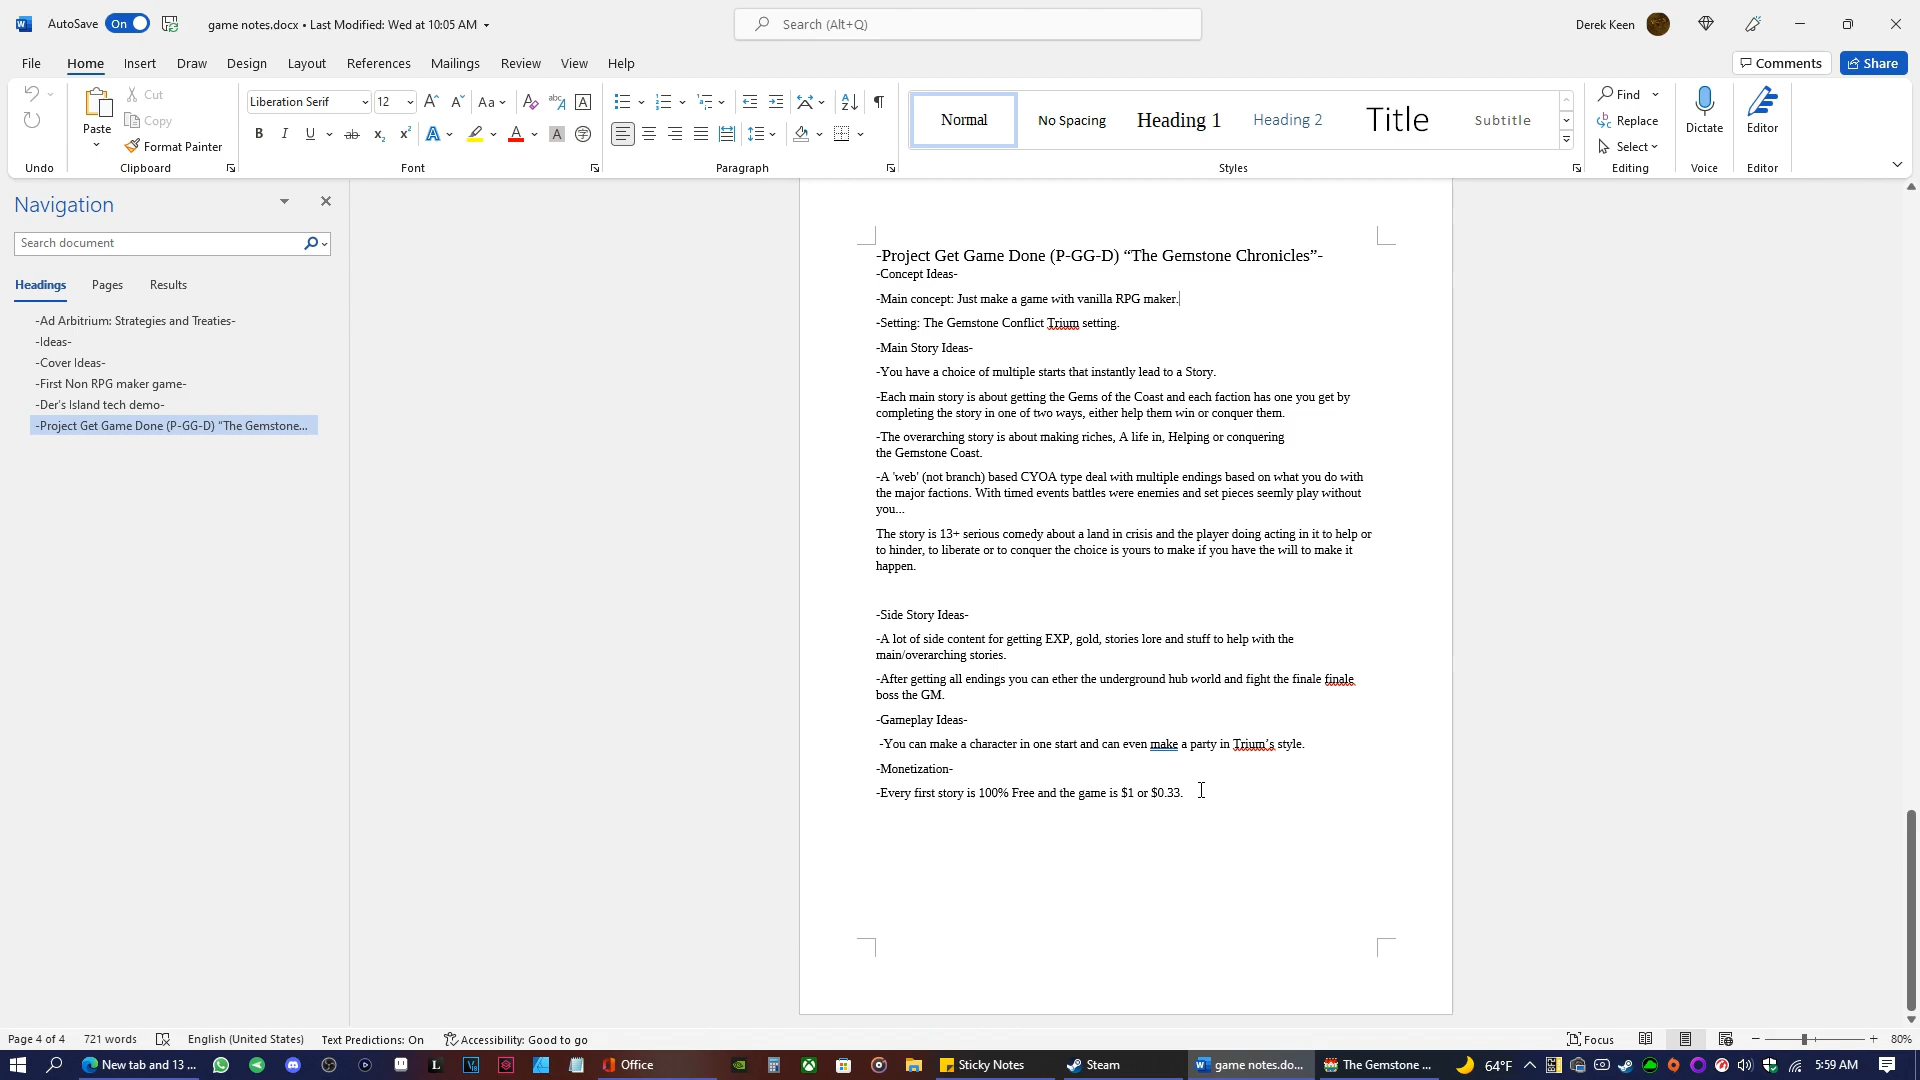 AutoSave On game notes.docx • Last Modified: Wed at 10:05 AM Search (Alt+Q) Derek Keen
File Home Insert Draw Design Layout References Mailings Review View Help Comments Share
Paste Cut Copy Format Painter
Liberation Serif 12 Aa
Normal No Spacing Heading 1 Heading 2 Title Subtitle
Find Replace Select Dictate Editor
Undo Clipboard Font Paragraph Styles Editing Voice Editor
Navigation
Search document
Headings Pages Results
-Ad Arbitrium: Strategies and Treaties-
-Ideas-
-Cover Ideas-
-First Non RPG maker game-
-Der's Island tech demo-
-Project Get Game Done (P-GG-D) “The Gemstone...
-Project Get Game Done (P-GG-D) “The Gemstone Chronicles”-
-Concept Ideas-
-Main concept: Just make a game with vanilla RPG maker.
-Setting: The Gemstone Conflict Trium setting.
-Main Story Ideas-
-You have a choice of multiple starts that instantly lead to a Story.
-Each main story is about getting the Gems of the Coast and each faction has one you get by
completing the story in one of two ways, either help them win or conquer them.
-The overarching story is about making riches, A life in, Helping or conquering
the Gemstone Coast.
-A 'web' (not branch) based CYOA type deal with multiple endings based on what you do with
the major factions. With timed events battles were enemies and set pieces seemly play without
you...
The story is 13+ serious comedy about a land in crisis and the player doing acting in it to help or
to hinder, to liberate or to conquer the choice is yours to make if you have the will to make it
happen.
-Side Story Ideas-
-A lot of side content for getting EXP, gold, stories lore and stuff to help with the
main/overarching stories.
-After getting all endings you can ether the underground hub world and fight the finale finale
boss the GM.
-Gameplay Ideas-
-You can make a character in one start and can even make a party in Trium’s style.
-Monetization-
-Every first story is 100% Free and the game is $1 or $0.33.
Page 4 of 4 721 words English (United States) Text Predictions: On Accessibility: Good to go Focus 80%
New tab and 13 ... Office Sticky Notes Steam game notes.do... The Gemstone ... 64°F 5:59 AM